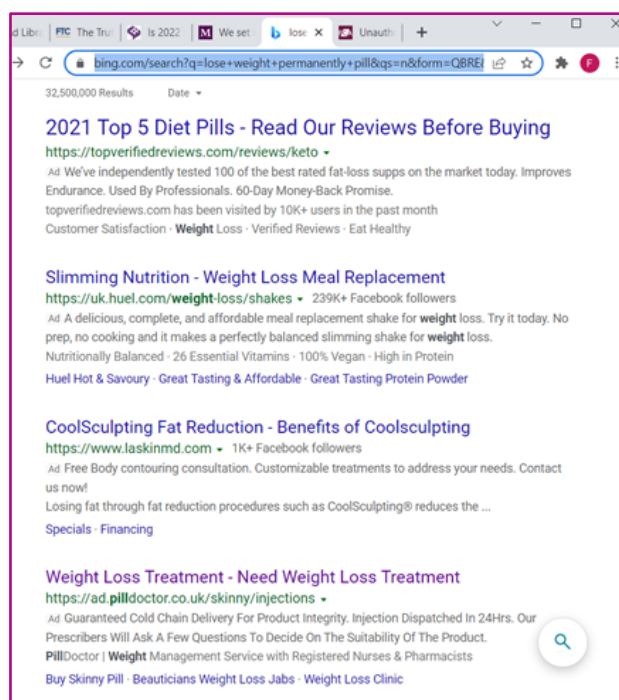 d Libra
FTC The Tru
Is 2022
M We set
lose
Unauth
bing.com/search?q=lose+weight+permanently+pill&qs=n&form=QBRE&
F
32,500,000 Results Date
2021 Top 5 Diet Pills - Read Our Reviews Before Buying
https://topverifiedreviews.com/reviews/keto
Ad We've independently tested 100 of the best rated fat-loss supps on the market today. Improves
Endurance. Used By Professionals. 60-Day Money-Back Promise.
topverifiedreviews.com has been visited by 10K+ users in the past month
Customer Satisfaction · Weight Loss · Verified Reviews · Eat Healthy
Slimming Nutrition - Weight Loss Meal Replacement
https://uk.huel.com/weight-loss/shakes 239K+ Facebook followers
Ad A delicious, complete, and affordable meal replacement shake for weight loss. Try it today. No
prep, no cooking and it makes a perfectly balanced slimming shake for weight loss.
Nutritionally Balanced · 26 Essential Vitamins · 100% Vegan · High in Protein
Huel Hot & Savoury · Great Tasting & Affordable · Great Tasting Protein Powder
CoolSculpting Fat Reduction - Benefits of Coolsculpting
https://www.laskinmd.com 1K+ Facebook followers
Ad Free Body contouring consultation. Customizable treatments to address your needs. Contact
us now!
Losing fat through fat reduction procedures such as CoolSculpting® reduces the ...
Specials · Financing
Weight Loss Treatment - Need Weight Loss Treatment
https://ad.pilldoctor.co.uk/skinny/injections
Ad Guaranteed Cold Chain Delivery For Product Integrity. Injection Dispatched In 24Hrs. Our
Prescribers Will Ask A Few Questions To Decide On The Suitability Of The Product.
PillDoctor | Weight Management Service with Registered Nurses & Pharmacists
Buy Skinny Pill · Beauticians Weight Loss Jabs · Weight Loss Clinic